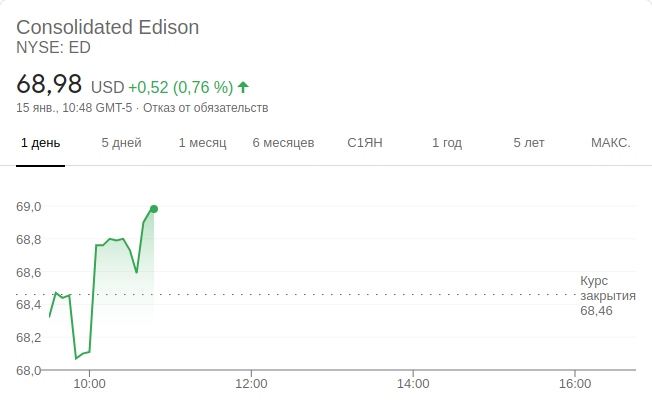 Consolidated Edison
NYSE: ED
68,98 USD +0,52 (0,76 %)
15 янв., 10:48 GMT-5 · Отказ от обязательств
1 день 5 дней 1 месяц 6 месяцев С1ЯН 1 год 5 лет МАКС.
69,0
68,8
68,6
68,4
68,2
68,0
Курс
закрытия
68,46
10:00 12:00 14:00 16:00